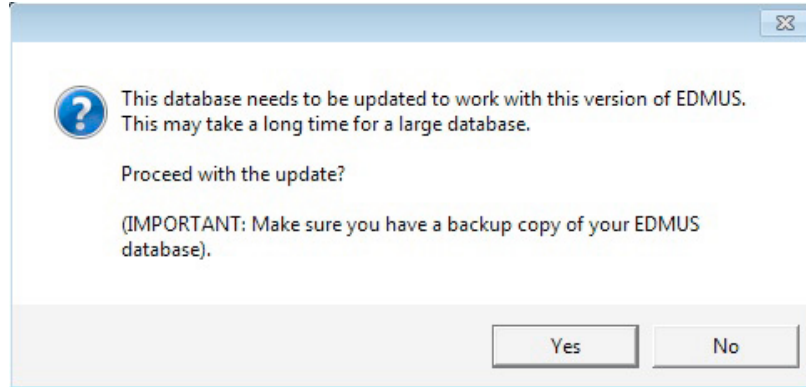 This database needs to be updated to work with this version of EDMUS.
This may take a long time for a large database.
Proceed with the update?
(IMPORTANT: Make sure you have a backup copy of your EDMUS
database).
Yes
No